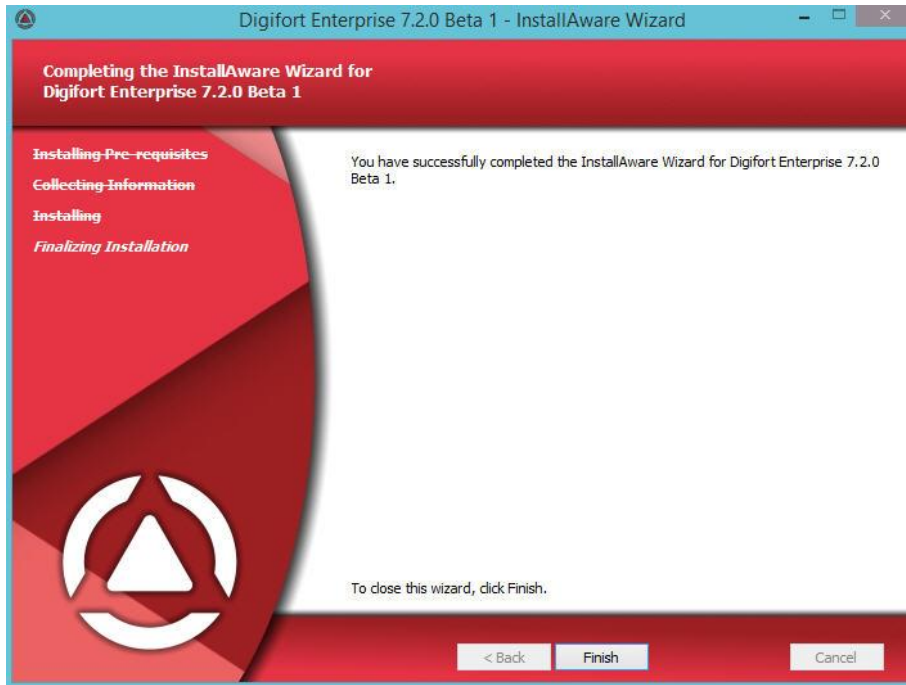 Digifort Enterprise 7.2.0 Beta 1 - InstallAware Wizard
Completing the InstallAware Wizard for
Digifort Enterprise 7.2.0 Beta 1
Installing Pre-requisites
Collecting Information
Installing
Finalizing Installation
You have successfully completed the InstallAware Wizard for Digifort Enterprise 7.2.0
Beta 1.
To close this wizard, click Finish.
< Back
Finish
Cancel